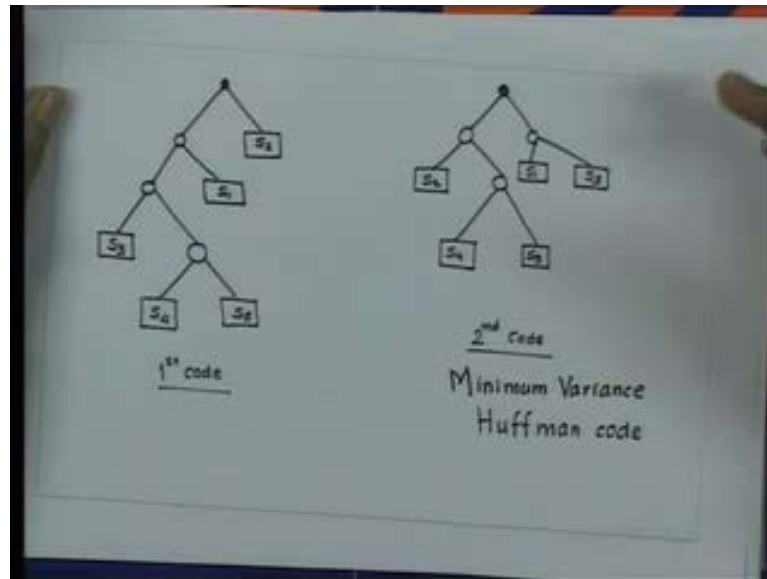 S2
S1
S3
S4 S5
1st code
S2 S1 S3
S4 S5
2nd Code
Minimum Variance
Huffman code